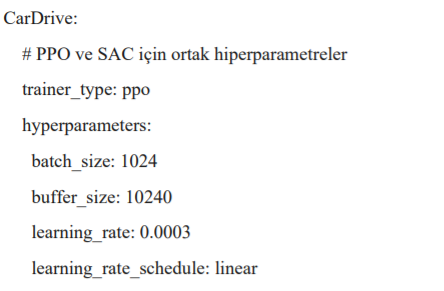 CarDrive:
# PPO ve SAC için ortak hiperparametreler
trainer_type: ppo
hyperparameters:
batch_size: 1024
buffer_size: 10240
learning_rate: 0.0003
learning_rate_schedule: linear